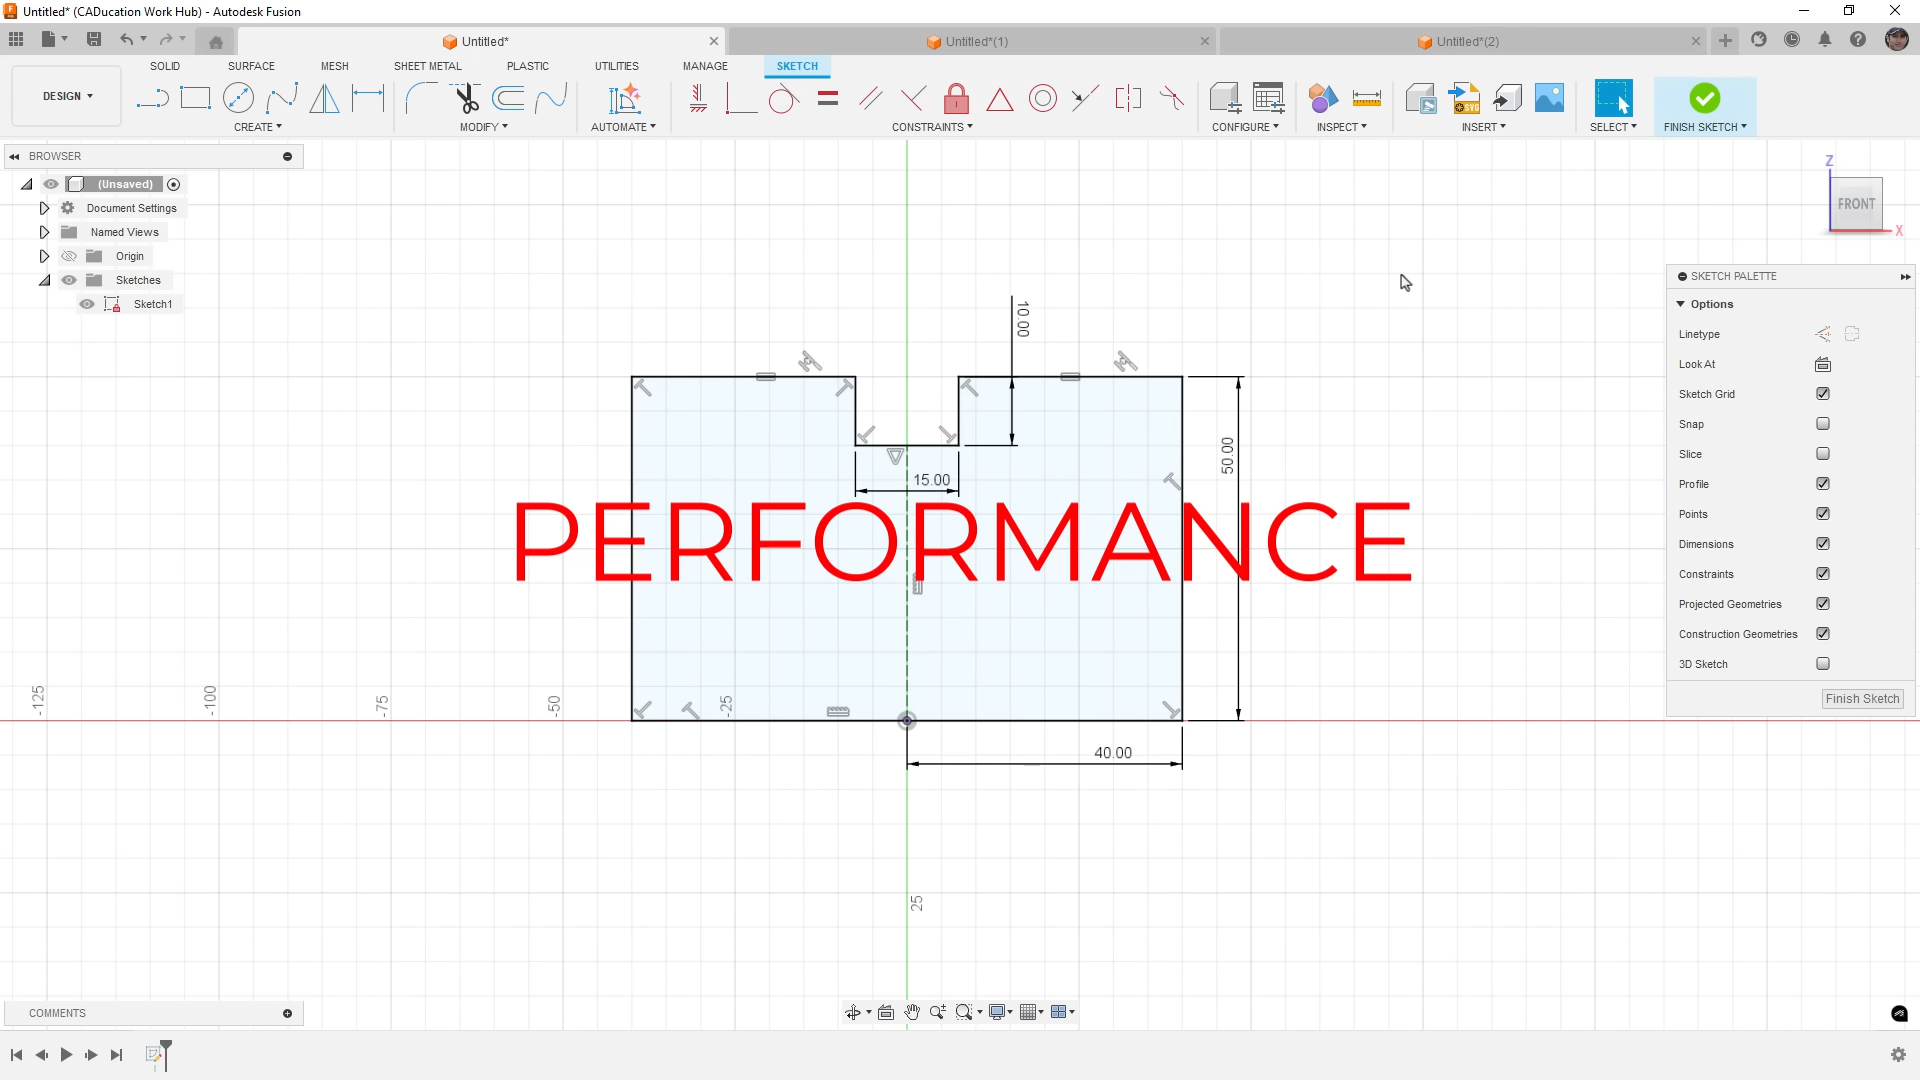 Untitled* (CADucation Work Hub) - Autodesk Fusion
Untitled*
Untitled*(1)
Untitled*(2)
SOLID SURFACE MESH SHEET METAL PLASTIC UTILITIES MANAGE SKETCH
DESIGN
SVG
CREATE MODIFY AUTOMATE CONSTRAINTS CONFIGURE INSPECT INSERT SELECT FINISH SKETCH
BROWSER
(Unsaved)
Document Settings
Named Views
Origin
Sketches
Sketch1
Z
FRONT
X
SKETCH PALETTE
Options
Linetype
Look At
Sketch Grid
Snap
Slice
Profile
Points
Dimensions
Constraints
Projected Geometries
Construction Geometries
3D Sketch
Finish Sketch
10.00
50.00
15.00
PERFORMANCE
-125
-100
-75
-50
-25
40.00
25
COMMENTS